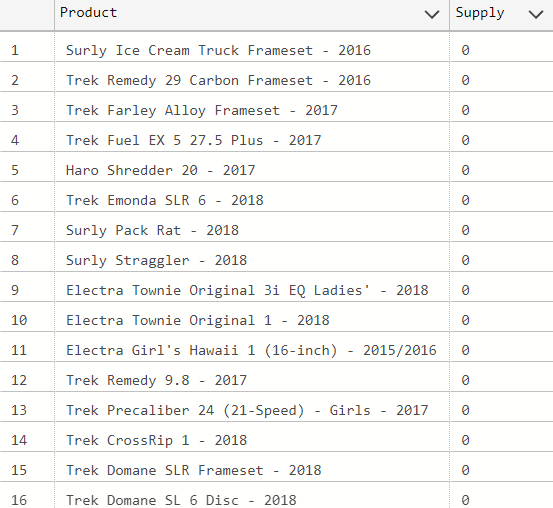 Product Supply
1 Surly Ice Cream Truck Frameset - 2016 0
2 Trek Remedy 29 Carbon Frameset - 2016 0
3 Trek Farley Alloy Frameset - 2017 0
4 Trek Fuel EX 5 27.5 Plus - 2017 0
5 Haro Shredder 20 - 2017 0
6 Trek Emonda SLR 6 - 2018 0
7 Surly Pack Rat - 2018 0
8 Surly Straggler - 2018 0
9 Electra Townie Original 3i EQ Ladies' - 2018 0
10 Electra Townie Original 1 - 2018 0
11 Electra Girl's Hawaii 1 (16-inch) - 2015/2016 0
12 Trek Remedy 9.8 - 2017 0
13 Trek Precaliber 24 (21-Speed) - Girls - 2017 0
14 Trek CrossRip 1 - 2018 0
15 Trek Domane SLR Frameset - 2018 0
16 Trek Domane SL 6 Disc - 2018 0